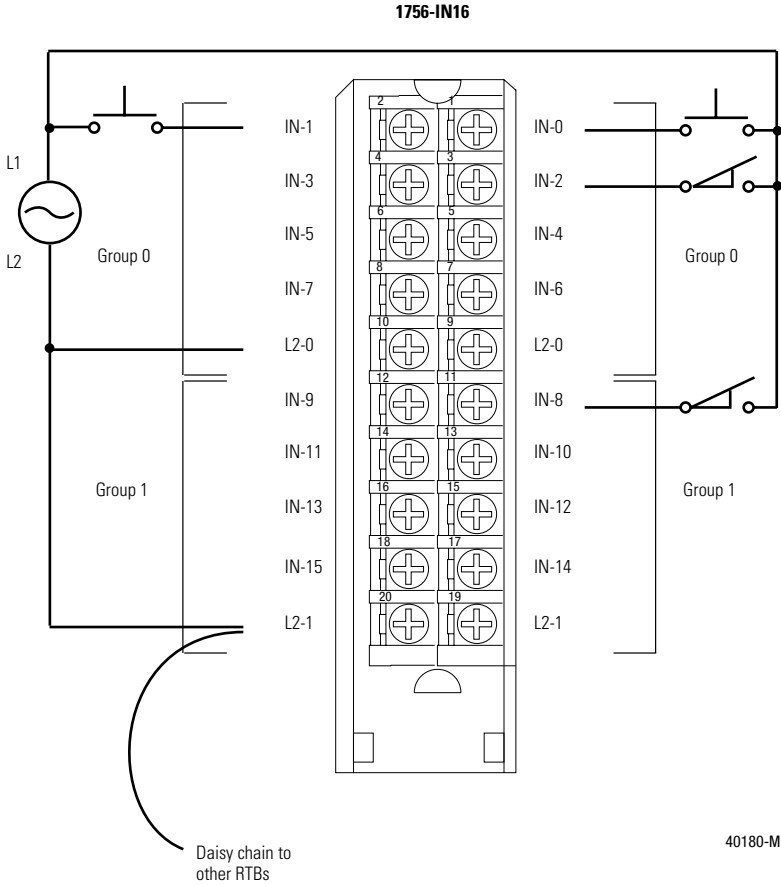 1756-IN16
2 1
IN-1 IN-0
L1
4 3
IN-3 IN-2
6 5
IN-5 IN-4
L2 Group 0 Group 0
8 7
IN-7 IN-6
10 9
L2-0 L2-0
12 11
IN-9 IN-8
14 13
IN-11 IN-10
16 15
Group 1 Group 1
IN-13 IN-12
18 17
IN-15 IN-14
20 19
L2-1 L2-1
40180-M
Daisy chain to
other RTBs